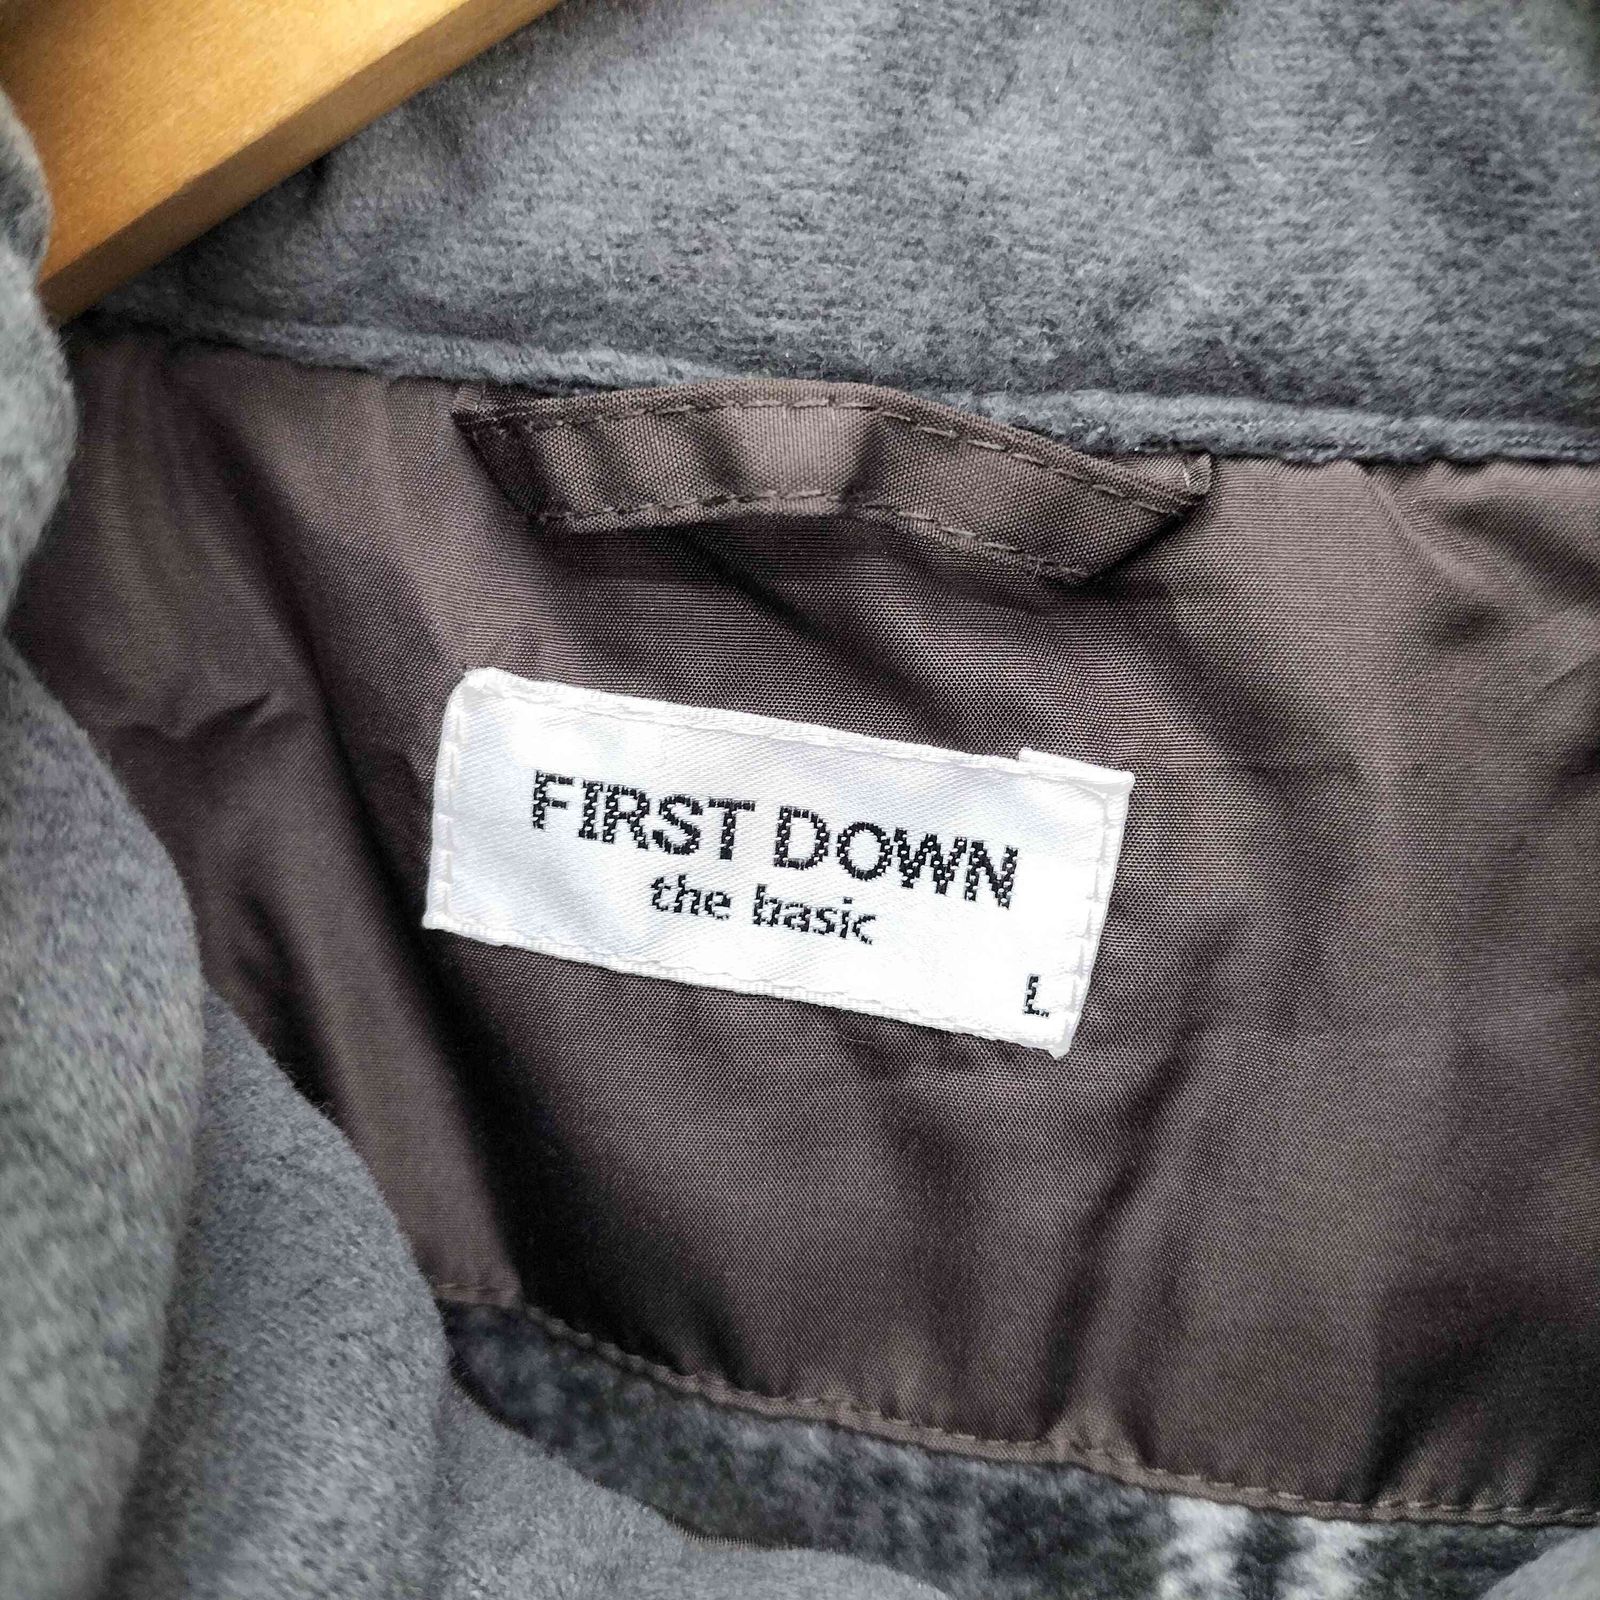 FIRST DOWN
the basic
L